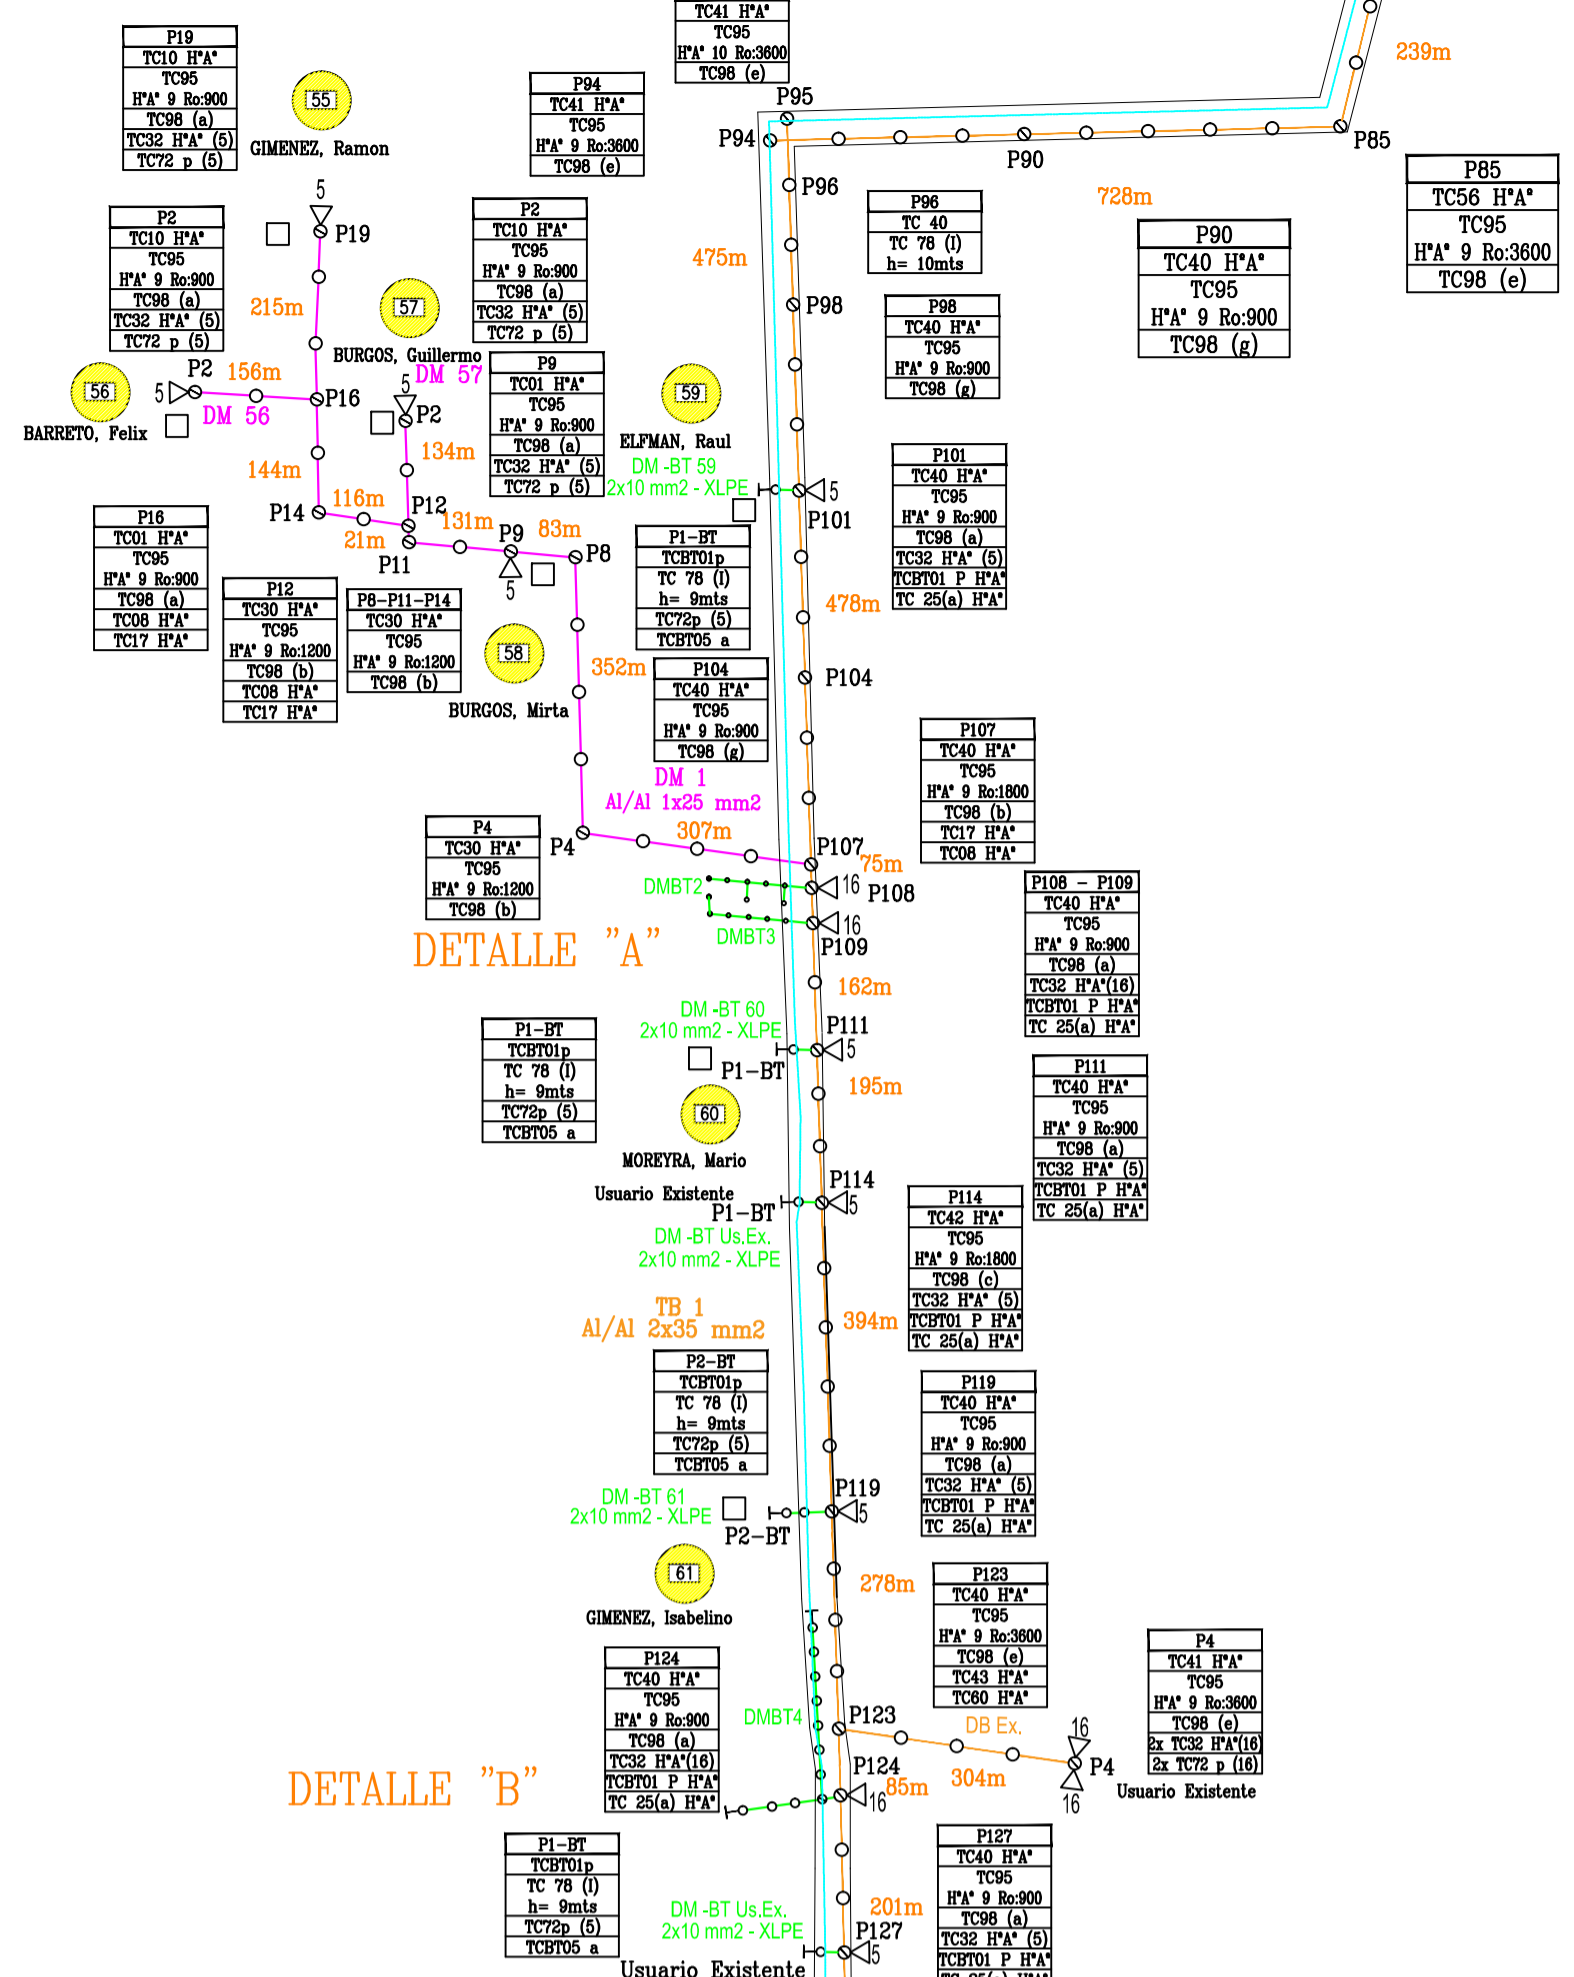 TC41 H°A°
TC95
H°A° 10 Ro:3600
TC98 (e)
239m
P19
TC10 H°A°
TC95
H°A° 9 Ro:900
TC98 (a)
TC32 H°A° (5)
TC72 p (5)
55
GIMENEZ, Ramon
P94
TC41 H°A°
TC95
H°A° 9 Ro:3600
TC98 (e)
P95
P94
P90
P85
728m
P85
TC56 H°A°
TC95
H°A° 9 Ro:3600
TC98 (e)
P96
P96
TC 40
TC 78 (I)
h= 10mts
P90
TC40 H°A°
TC95
H°A° 9 Ro:900
TC98 (g)
475m
5
P19
P2
TC10 H°A°
TC95
H°A° 9 Ro:900
TC98 (a)
TC32 H°A° (5)
TC72 p (5)
P2
TC10 H°A°
TC95
H°A° 9 Ro:900
TC98 (a)
TC32 H°A° (5)
TC72 p (5)
215m
57
BURGOS, Guillermo
DM 57
P98
P98
TC40 H°A°
TC95
H°A° 9 Ro:900
TC98 (g)
P9
TC01 H°A°
TC95
H°A° 9 Ro:900
TC98 (a)
TC32 H°A° (5)
TC72 p (5)
56
BARRETO, Felix
5
P2
156m
DM 56
P16
5
P2
134m
59
ELFMAN, Raul
DM -BT 59
2x10 mm2 - XLPE
5
P101
P101
TC40 H°A°
TC95
H°A° 9 Ro:900
TC98 (a)
TC32 H°A° (5)
TCBT01 P H°A°
TC 25(a) H°A°
144m
P14
116m
P12
21m
P11
131m
P9
83m
P8
5
P16
TC01 H°A°
TC95
H°A° 9 Ro:900
TC98 (a)
TC08 H°A°
TC17 H°A°
P12
TC30 H°A°
TC95
H°A° 9 Ro:1200
TC98 (b)
TC08 H°A°
TC17 H°A°
P8-P11-P14
TC30 H°A°
TC95
H°A° 9 Ro:1200
TC98 (b)
58
BURGOS, Mirta
P1-BT
TCBT01p
TC 78 (I)
h= 9mts
TC72p (5)
TCBT05 a
478m
352m
P104
TC40 H°A°
TC95
H°A° 9 Ro:900
TC98 (g)
P104
P107
TC40 H°A°
TC95
H°A° 9 Ro:1800
TC98 (b)
TC17 H°A°
TC08 H°A°
DM 1
Al/Al 1x25 mm2
P4
TC30 H°A°
TC95
H°A° 9 Ro:1200
TC98 (b)
P4
307m
P107
75m
DMBT2
16
P108
DMBT3
16
P109
P108 - P109
TC40 H°A°
TC95
H°A° 9 Ro:900
TC98 (a)
TC32 H°A°(16)
TCBT01 P H°A°
TC 25(a) H°A°
DETALLE "A"
162m
DM -BT 60
2x10 mm2 - XLPE
P111
5
P1-BT
P1-BT
TCBT01p
TC 78 (I)
h= 9mts
TC72p (5)
TCBT05 a
195m
P111
TC40 H°A°
TC95
H°A° 9 Ro:900
TC98 (a)
TC32 H°A° (5)
TCBT01 P H°A°
TC 25(a) H°A°
60
MOREYRA, Mario
Usuario Existente
P1-BT
P114
5
DM -BT Us.Ex.
2x10 mm2 - XLPE
P114
TC42 H°A°
TC95
H°A° 9 Ro:1800
TC98 (c)
TC32 H°A° (5)
TCBT01 P H°A°
TC 25(a) H°A°
TB 1
Al/Al 2x35 mm2
394m
P2-BT
TCBT01p
TC 78 (I)
h= 9mts
TC72p (5)
TCBT05 a
P119
TC40 H°A°
TC95
H°A° 9 Ro:900
TC98 (a)
TC32 H°A° (5)
TCBT01 P H°A°
TC 25(a) H°A°
DM -BT 61
2x10 mm2 - XLPE
P119
5
P2-BT
61
GIMENEZ, Isabelino
278m
P123
TC40 H°A°
TC95
H°A° 9 Ro:3600
TC98 (e)
TC43 H°A°
TC60 H°A°
P124
TC40 H°A°
TC95
H°A° 9 Ro:900
TC98 (a)
TC32 H°A°(16)
TCBT01 P H°A°
TC 25(a) H°A°
P4
TC41 H°A°
TC95
H°A° 9 Ro:3600
TC98 (e)
2x TC32 H°A°(16)
2x TC72 p (16)
DMBT4
P123
DB Ex.
304m
16
P4
16
Usuario Existente
P124
85m
16
DETALLE "B"
P1-BT
TCBT01p
TC 78 (I)
h= 9mts
TC72p (5)
TCBT05 a
P127
TC40 H°A°
TC95
H°A° 9 Ro:900
TC98 (a)
TC32 H°A° (5)
TCBT01 P H°A°
TC 25(a) H°A°
201m
DM -BT Us.Ex.
2x10 mm2 - XLPE
P127
5
Usuario Existente